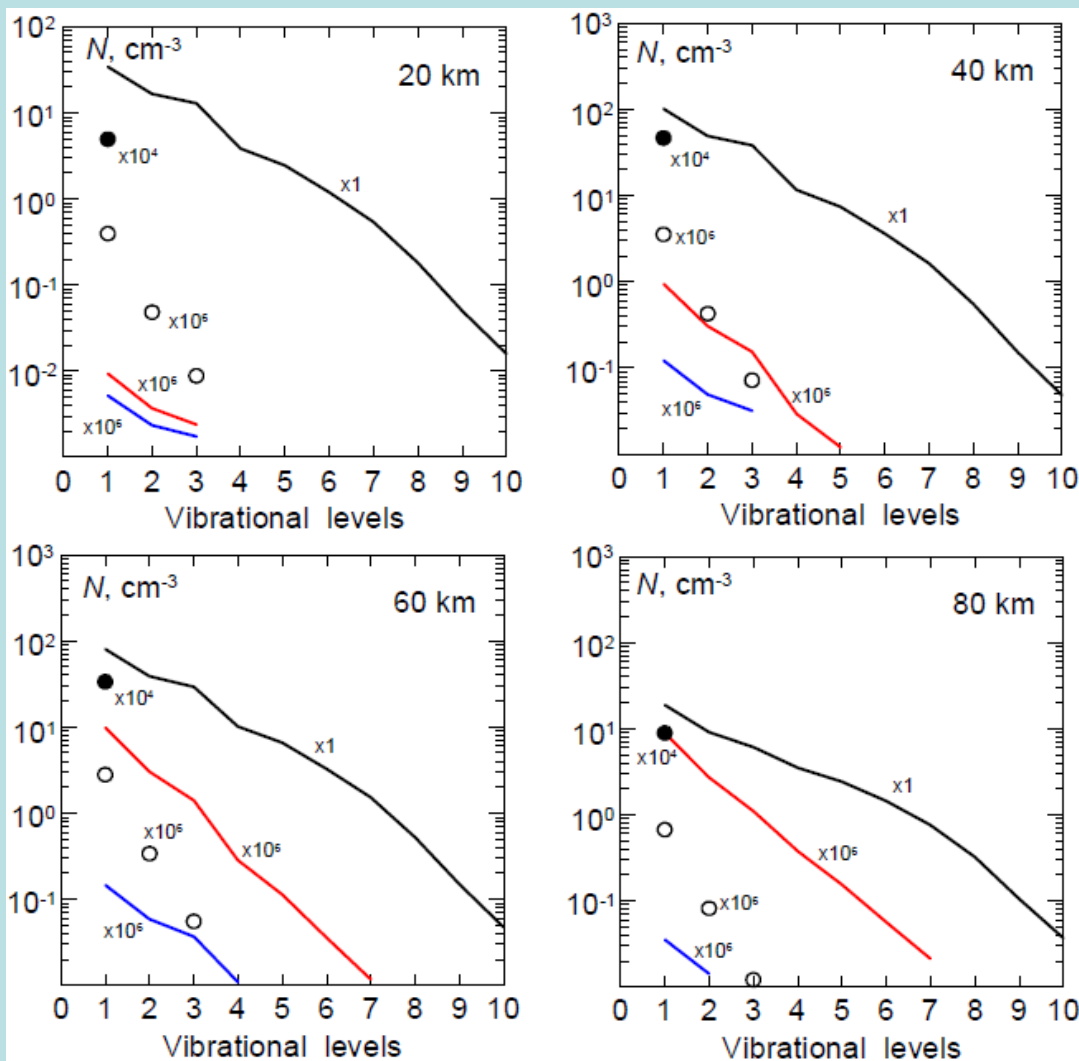 10²
N, cm⁻³
20 km
10¹
x10⁴
x1
10⁰
10⁻¹
x10⁶
10⁻²
x10⁶
x10⁶
0 1 2 3 4 5 6 7 8 9 10
Vibrational levels
10³
N, cm⁻³
40 km
10²
x10⁴
x1
10¹
x10⁶
10⁰
10⁻¹
x10⁶
x10⁶
0 1 2 3 4 5 6 7 8 9 10
Vibrational levels
10³
N, cm⁻³
60 km
10²
x10⁴
x1
10¹
10⁰
x10⁶
x10⁶
10⁻¹
x10⁶
0 1 2 3 4 5 6 7 8 9 10
Vibrational levels
10³
N, cm⁻³
80 km
10²
10¹
x10⁴
x1
10⁰
x10⁶
10⁻¹
x10⁶
x10⁶
0 1 2 3 4 5 6 7 8 9 10
Vibrational levels